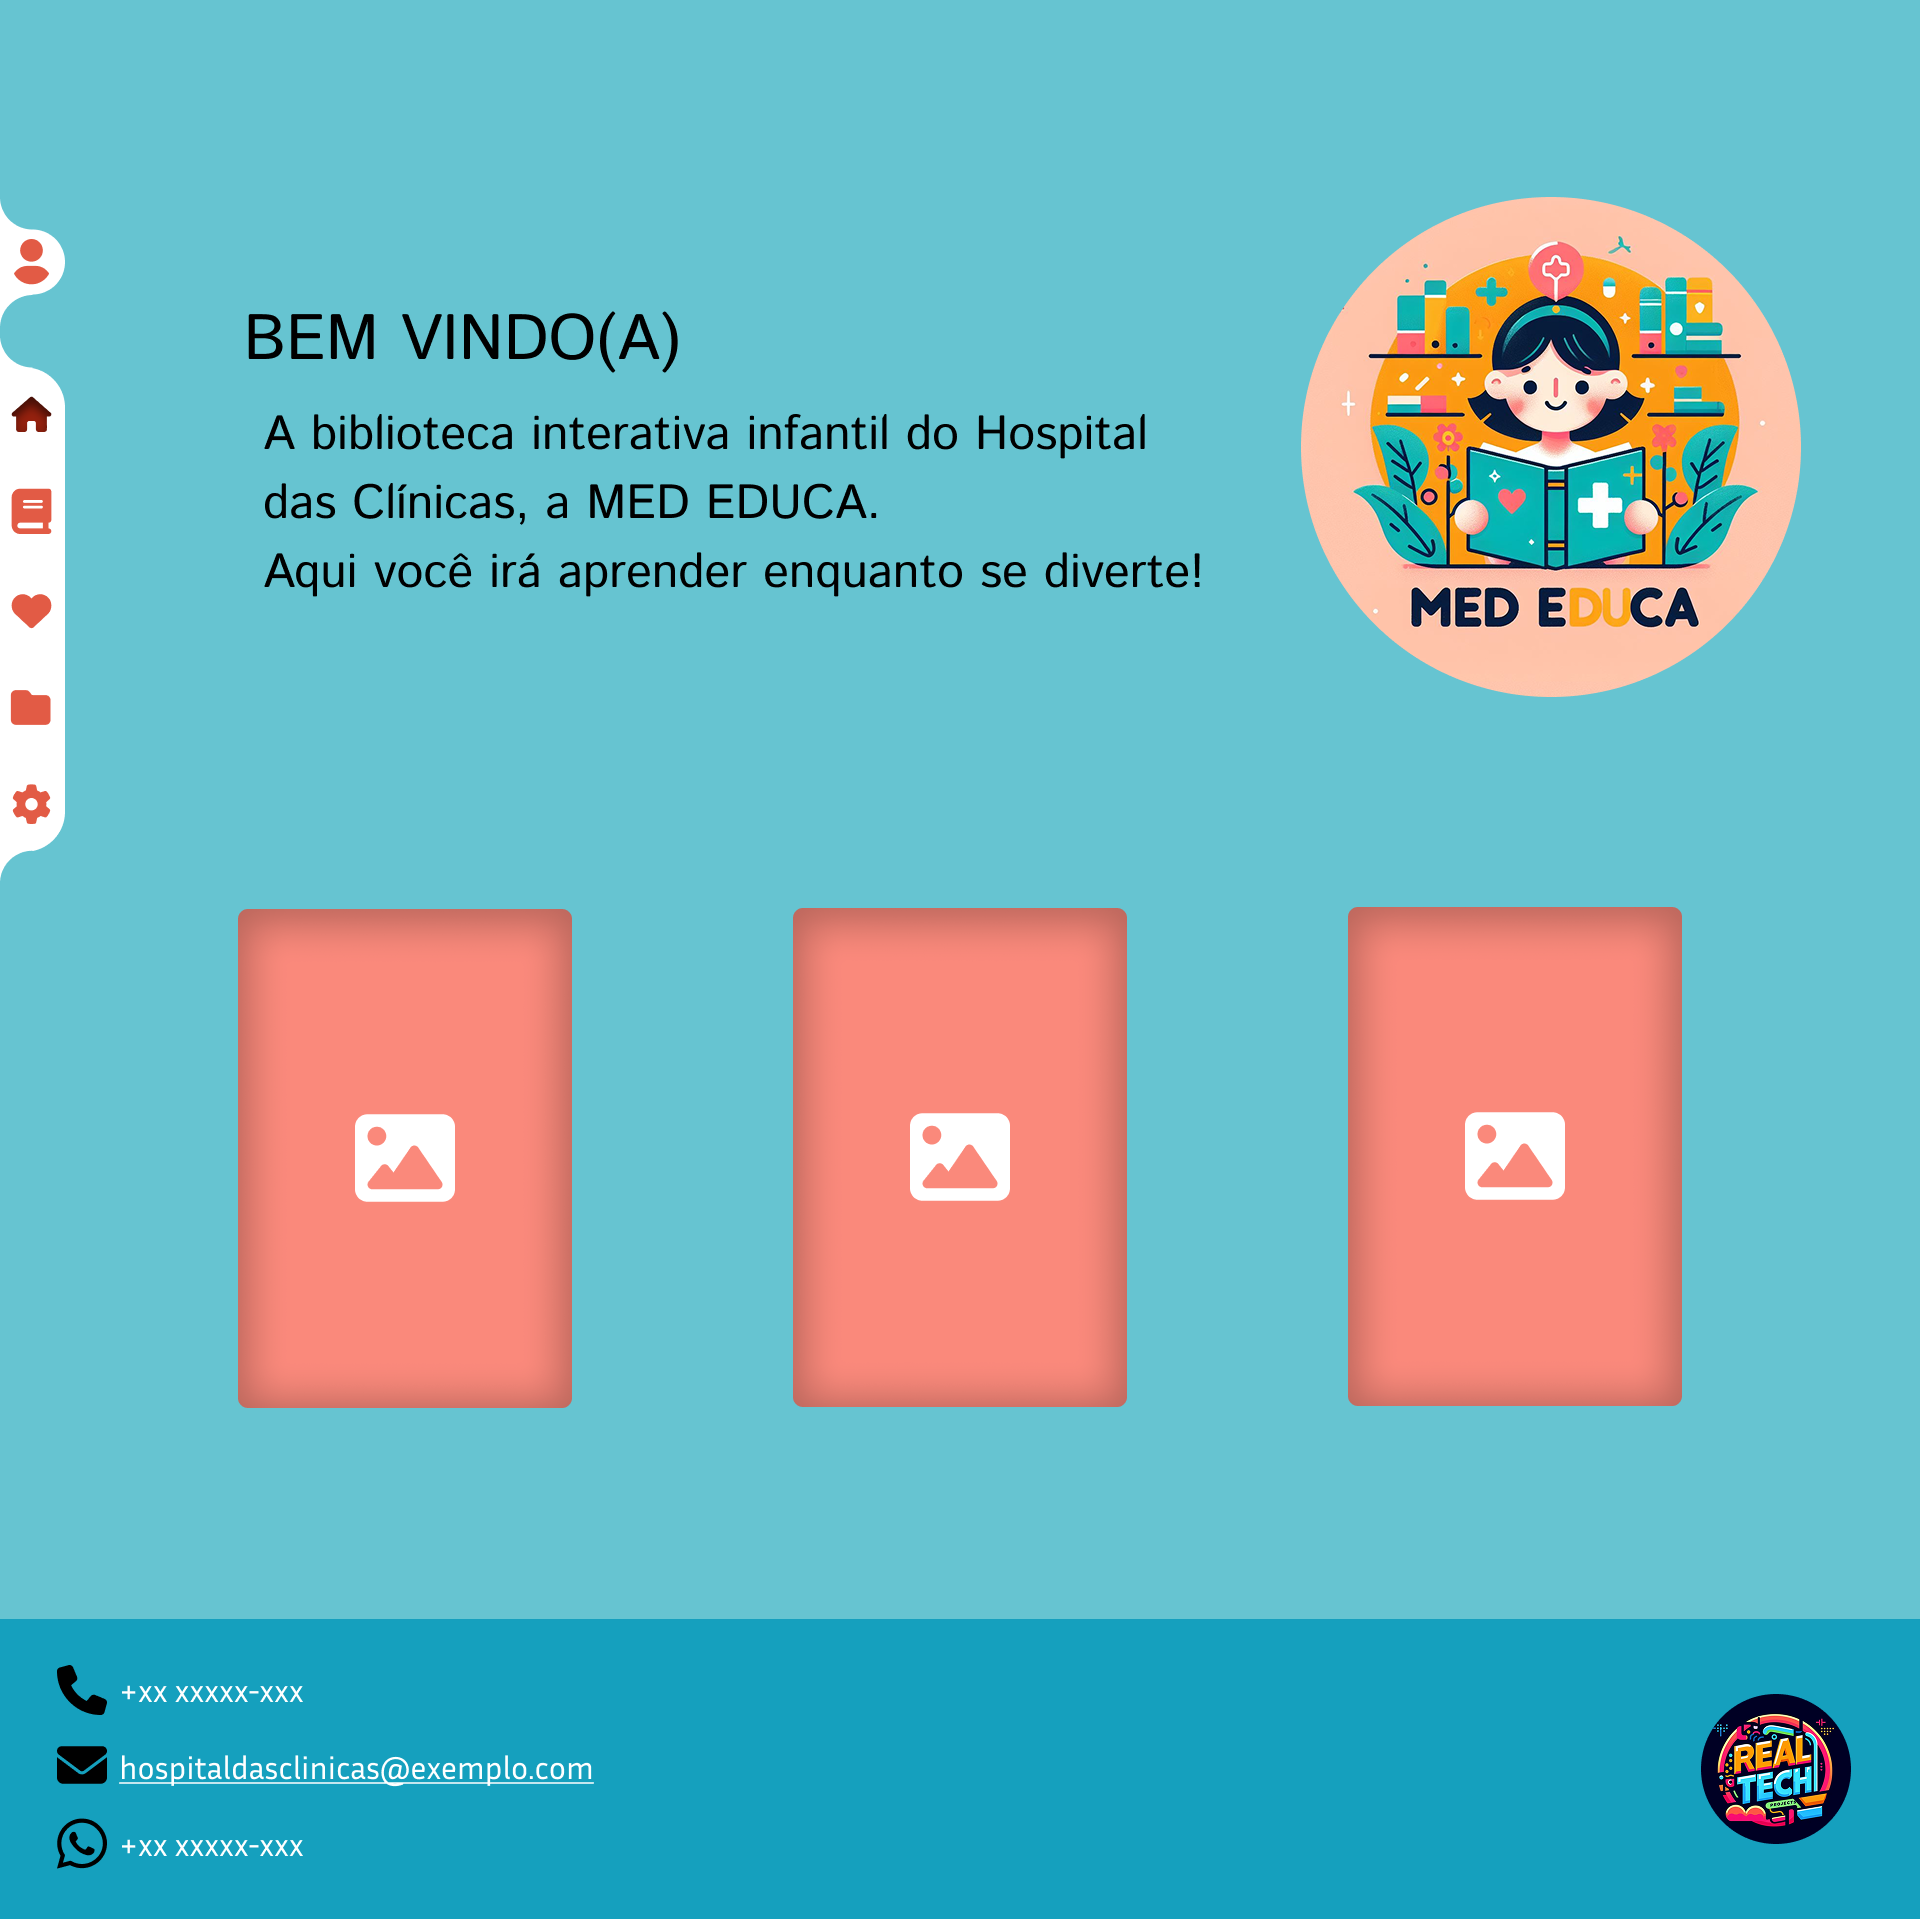 BEM VINDO(A)
A biblioteca interativa infantil do Hospital
das Clínicas, a MED EDUCA.
Aqui você irá aprender enquanto se diverte!
MED EDUCA
+xx xxxxx-xxx
hospitaldasclinicas@exemplo.com
+xx xxxxx-xxx
REAL
TECH
PROJECTS